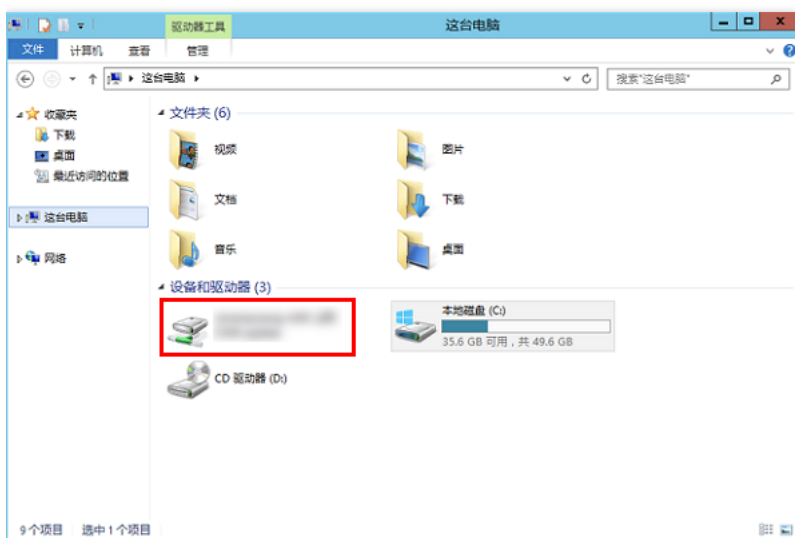 驱动器工具
这台电脑
文件
计算机
查看
管理
这台电脑
搜索"这台电脑"
收藏夹
下载
桌面
最近访问的位置
这台电脑
网络
文件夹 (6)
视频
图片
文档
下载
音乐
桌面
设备和驱动器 (3)
本地磁盘 (C:)
35.6 GB 可用，共 49.6 GB
CD 驱动器 (D:)
9 个项目
选中 1 个项目